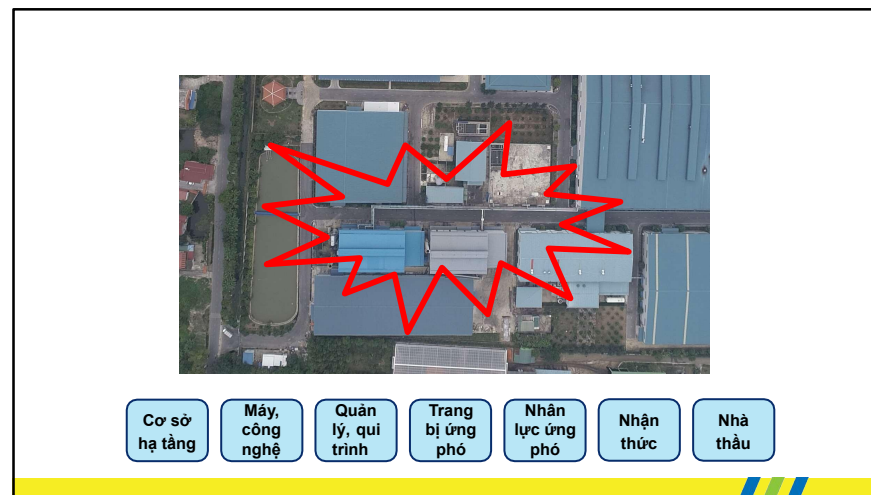 Cơ sở
hạ tầng
Máy,
công
nghệ
Quản
lý, qui
trình
Trang
bị ứng
phó
Nhân
lực ứng
phó
Nhận
thức
Nhà
thầu